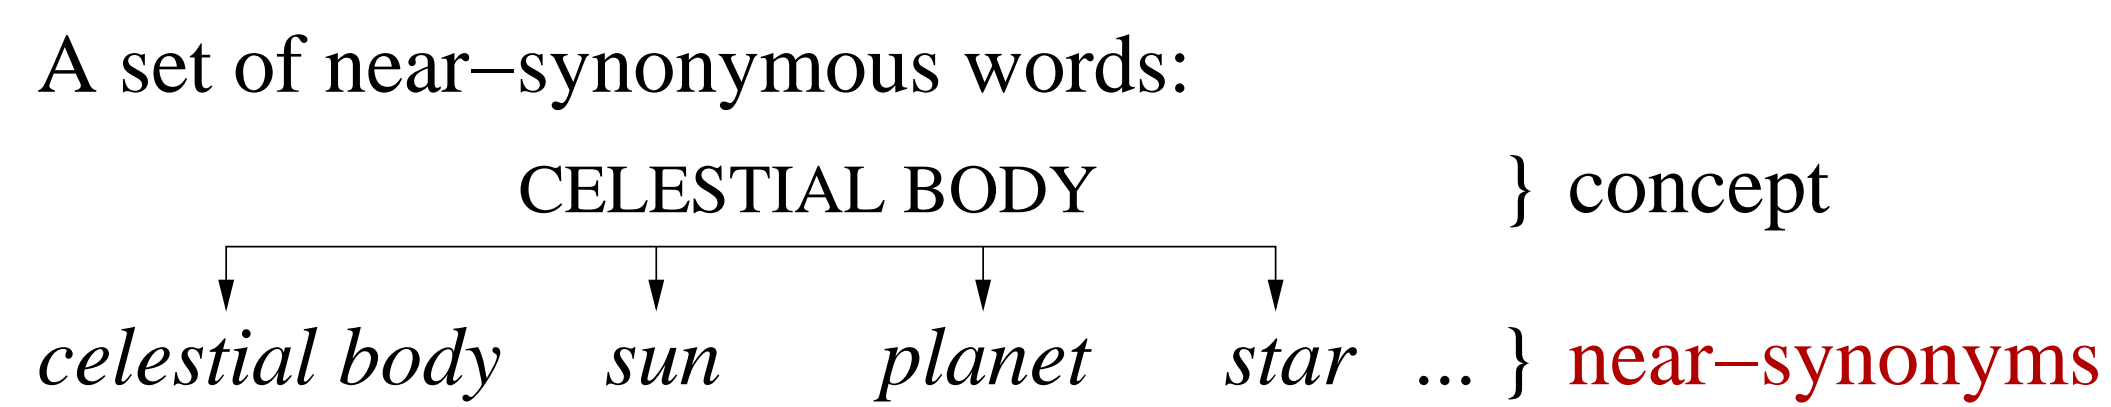 A set of near−synonymous words:
CELESTIAL BODY } concept
celestial body sun planet star ... } near−synonyms